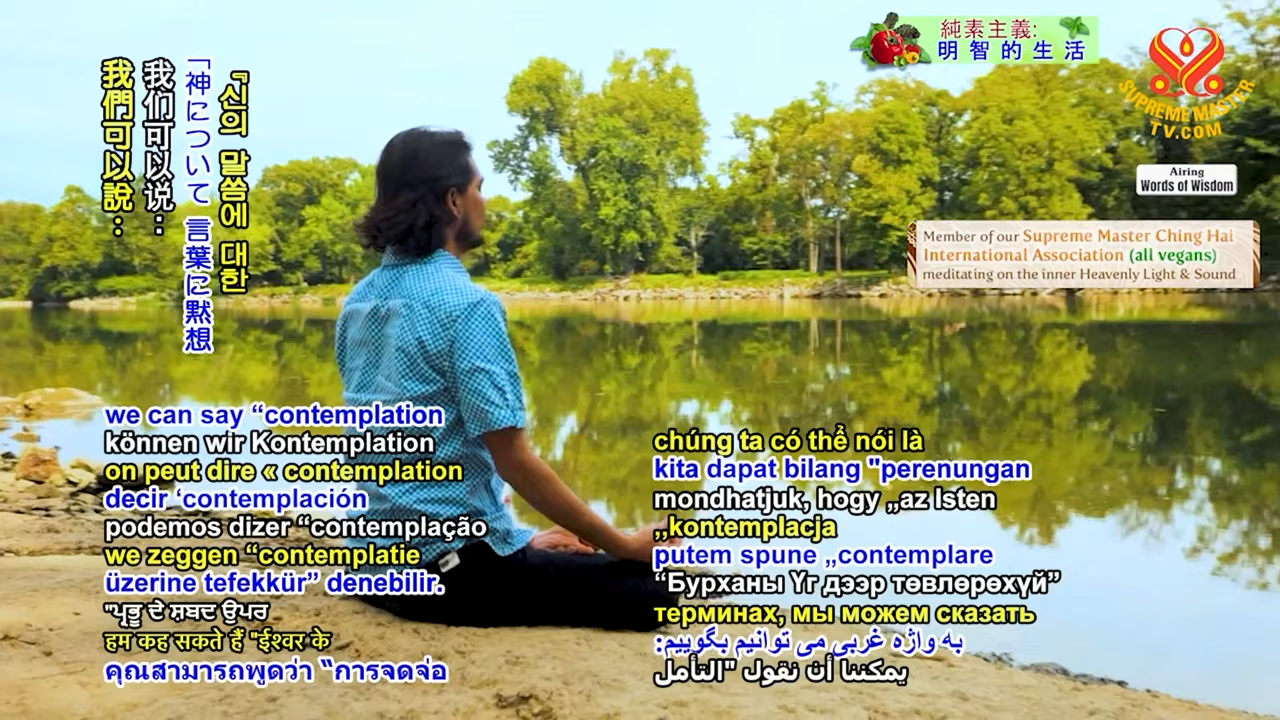 純素主義:
明智的生活
SUPREME MASTER
TV.COM
Airing
Words of Wisdom
Member of our Supreme Master Ching Hai
International Association (all vegans)
meditating on the inner Heavenly Light & Sound
『신의 말씀에 대한
「神について 言葉に黙想
我们可以说：
我們可以說：
we can say “contemplation
können wir Kontemplation
on peut dire « contemplation
decir ‘contemplación
podemos dizer “contemplação
we zeggen “contemplatie
üzerine tefekkür” denebilir.
"ਪ੍ਰਭੂ ਦੇ ਸ਼ਬਦ ਉਪਰ
हम कह सकते हैं "ईश्वर के
คุณสามารถพูดว่า “การจดจ่อ
chúng ta có thể nói là
kita dapat bilang "perenungan
mondhatjuk, hogy „az Isten
„kontemplacja
putem spune „contemplare
“Бурханы Үг дээр төвлөрөхүй”
терминах, мы можем сказать
به واژه غربی می توانیم بگوییم:
يمكننا أن نقول "التأمل